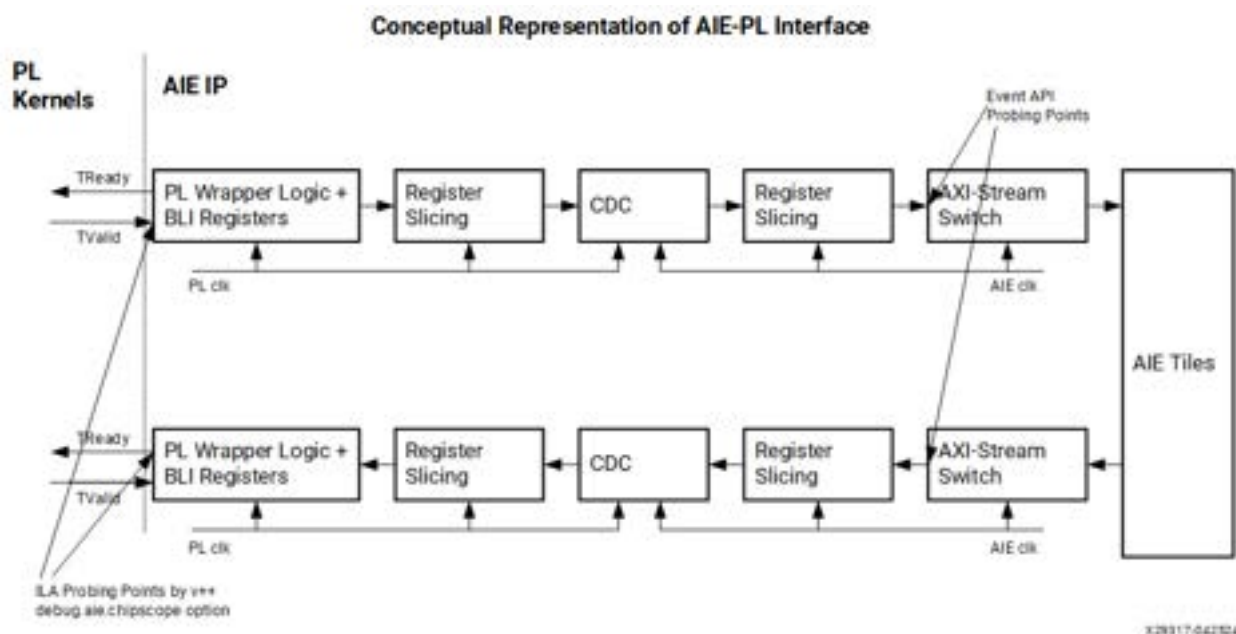 Conceptual Representation of AIE-PL Interface
PL
Kernels
AIE IP
Event API
Probing Points
TReady
TValid
PL Wrapper Logic +
BLI Registers
Register
Slicing
CDC
Register
Slicing
AXI-Stream
Switch
PL clk
AIE clk
AIE Tiles
TReady
TValid
PL Wrapper Logic +
BLI Registers
Register
Slicing
CDC
Register
Slicing
AXI-Stream
Switch
PL clk
AIE clk
ILA Probing Points by v++
debug.aie.chipscope option